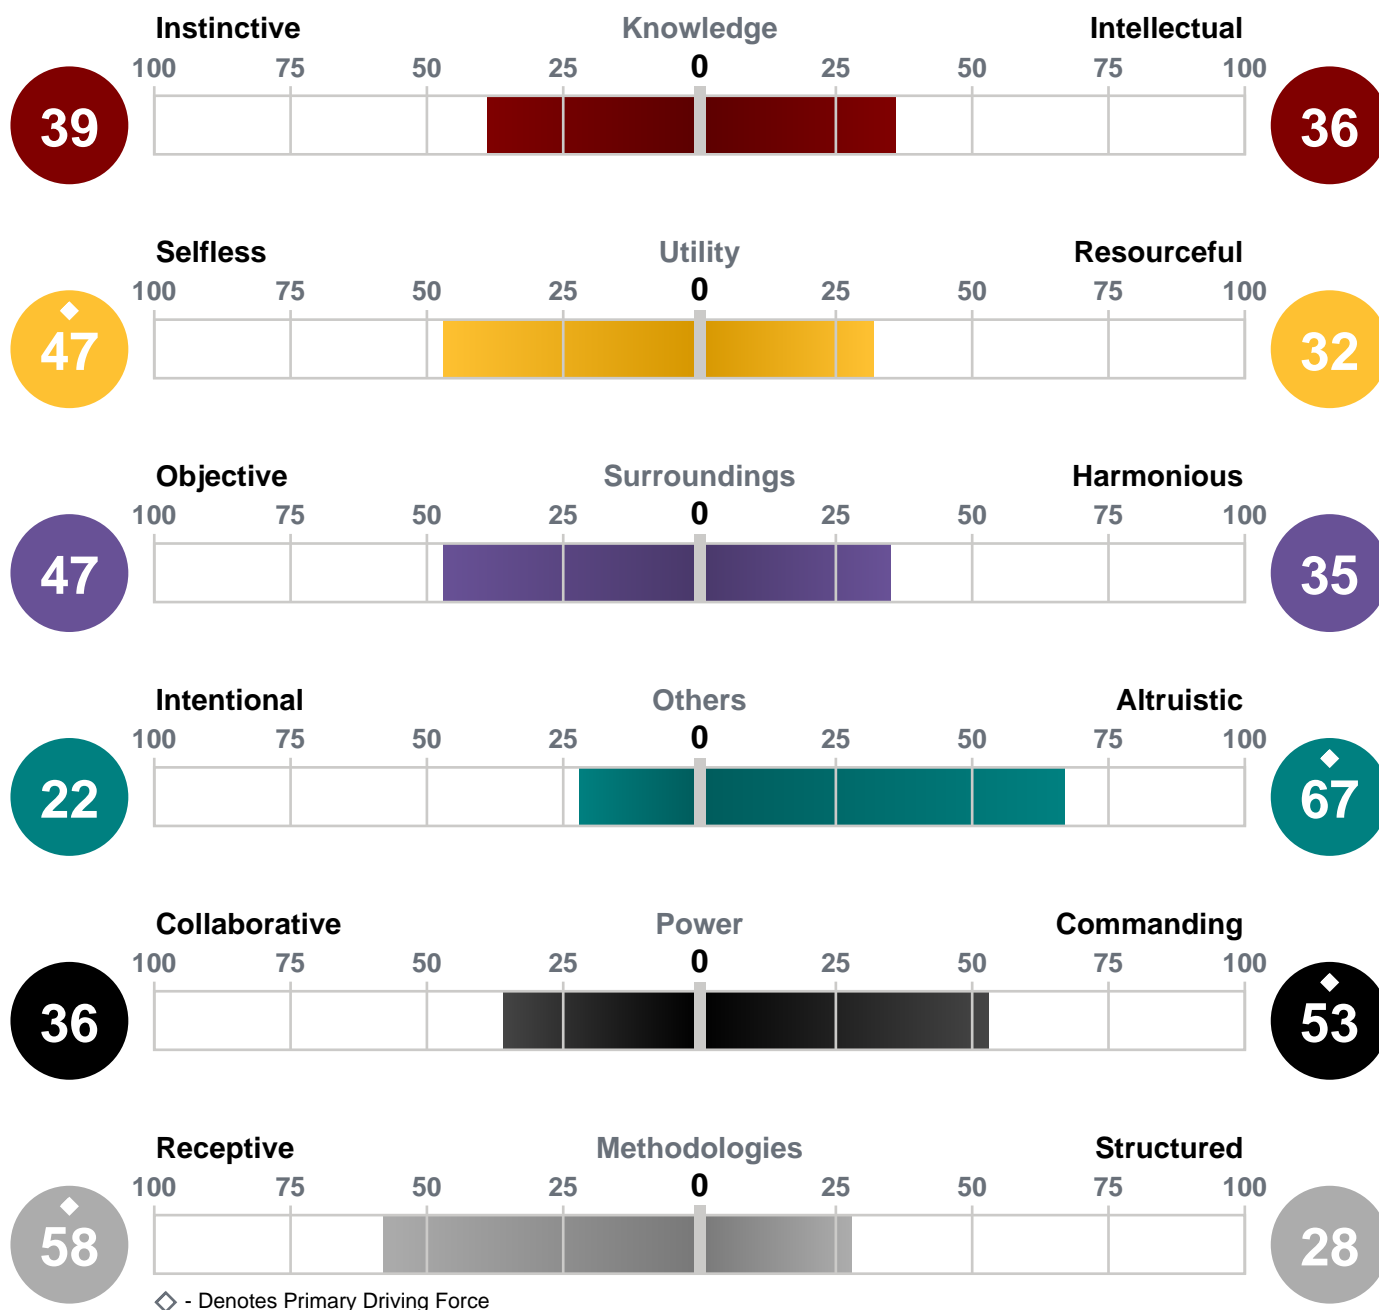 Instinctive Knowledge Intellectual
100 75 50 25 0 25 50 75 100
39 36
Selfless Utility Resourceful
100 75 50 25 0 25 50 75 100
47 32
Objective Surroundings Harmonious
100 75 50 25 0 25 50 75 100
47 35
Intentional Others Altruistic
100 75 50 25 0 25 50 75 100
22 67
Collaborative Power Commanding
100 75 50 25 0 25 50 75 100
36 53
Receptive Methodologies Structured
100 75 50 25 0 25 50 75 100
58 28
- Denotes Primary Driving Force